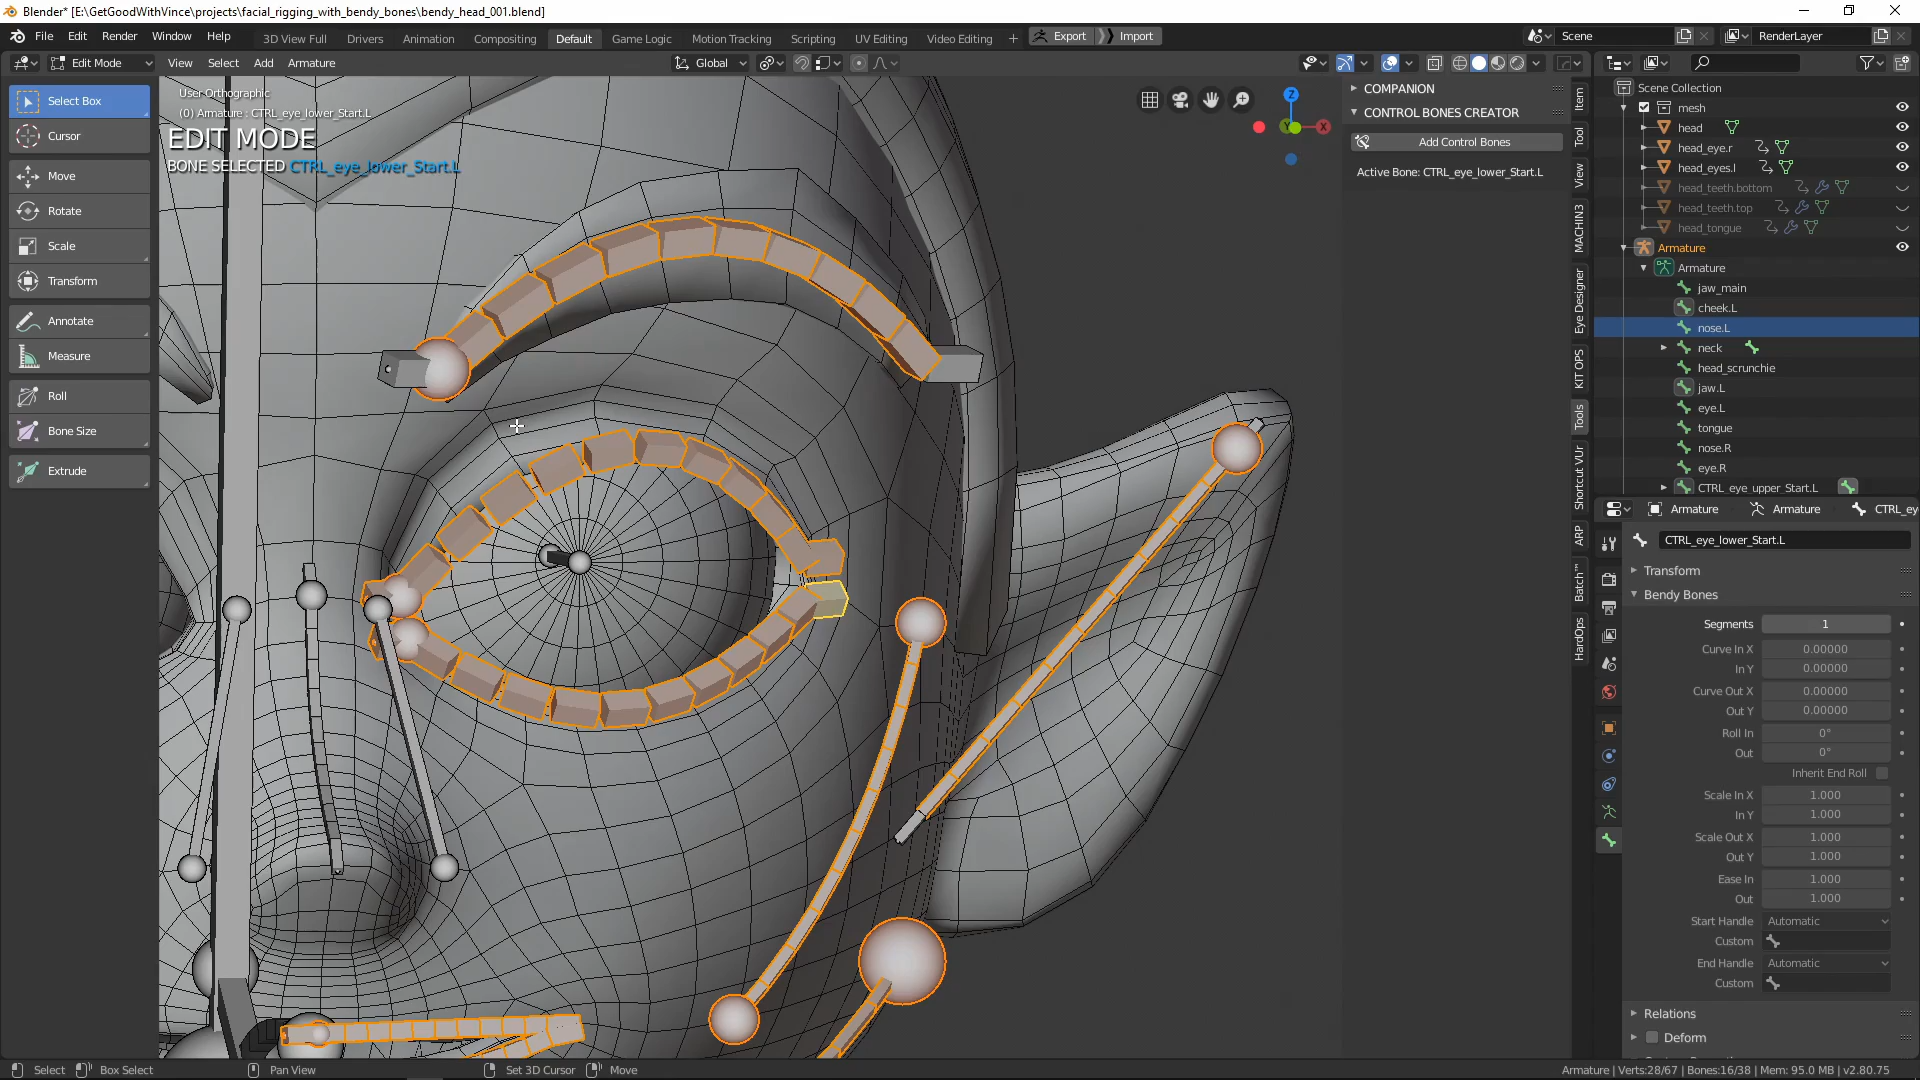 Blender* [E:\GetGoodWithVince\projects\facial_rigging_with_bendy_bones\bendy_head_001.blend]
File Edit Render Window Help 3D View Full Drivers Animation Compositing Default Game Logic Motion Tracking Scripting UV Editing Video Editing + Export Import Scene RenderLayer
Edit Mode View Select Add Armature Global
Select Box
Cursor
Move
Rotate
Scale
Transform
Annotate
Measure
Roll
Bone Size
Extrude
User Orthographic
(0) Armature : CTRL_eye_lower_Start.L
EDIT MODE
BONE SELECTED CTRL_eye_lower_Start.L
Z
X
Y
COMPANION
CONTROL BONES CREATOR
Add Control Bones
Active Bone: CTRL_eye_lower_Start.L
Item
Tool
View
MACHIN3
Eye Designer
KIT OPS
Tools
Shortcut VUr
ARP
Batch™
HardOps
Scene Collection
mesh
head
head_eye.r
head_eyes.l
head_teeth.bottom
head_teeth.top
head_tongue
Armature
Armature
jaw_main
cheek.L
nose.L
neck
head_scrunchie
jaw.L
eye.L
tongue
nose.R
eye.R
CTRL_eye_upper_Start.L
Armature Armature CTRL_ey
CTRL_eye_lower_Start.L
Transform
Bendy Bones
Segments 1
Curve In X 0.00000
In Y 0.00000
Curve Out X 0.00000
Out Y 0.00000
Roll In 0°
Out 0°
Inherit End Roll
Scale In X 1.000
In Y 1.000
Scale Out X 1.000
Out Y 1.000
Ease In 1.000
Out 1.000
Start Handle Automatic
Custom
End Handle Automatic
Custom
Relations
Deform
Select Box Select Pan View Set 3D Cursor Move Armature | Verts:28/67 | Bones:16/38 | Mem: 95.0 MB | v2.80.75